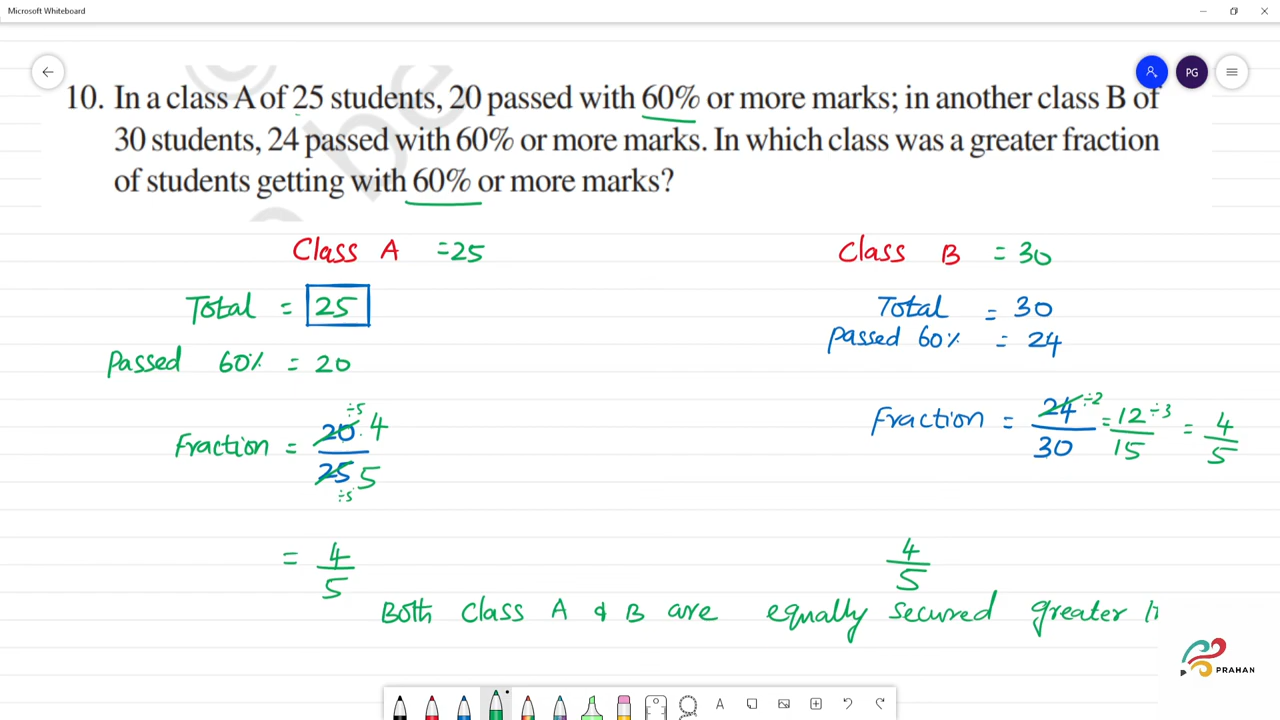 Microsoft Whiteboard
PG
10. In a class A of 25 students, 20 passed with 60% or more marks; in another class B of
30 students, 24 passed with 60% or more marks. In which class was a greater fraction
of students getting with 60% or more marks?
Class A = 25
Total = 25
Passed 60% = 20
Fraction = 20/25 ÷5 ÷5 4/5
= 4/5
Class B = 30
Total = 30
Passed 60% = 24
Fraction = 24/30 ÷2 = 12/15 ÷3 = 4/5
4/5
Both class A & B are equally secured greater
PRAHAN